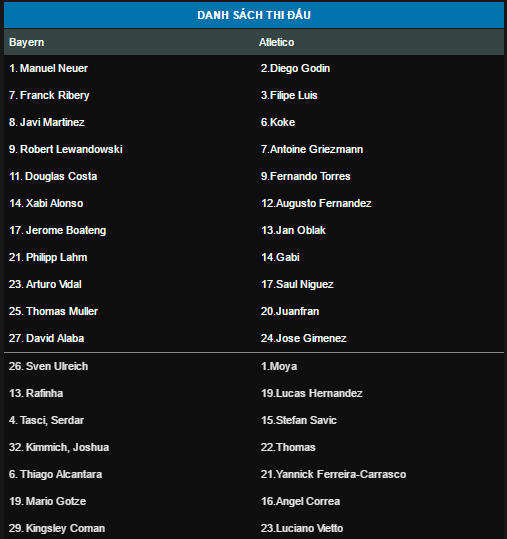 DANH SÁCH THI ĐẤU
Bayern Atletico
1. Manuel Neuer 2.Diego Godin
7. Franck Ribery 3.Filipe Luis
8. Javi Martinez 6.Koke
9. Robert Lewandowski 7.Antoine Griezmann
11. Douglas Costa 9.Fernando Torres
14. Xabi Alonso 12.Augusto Fernandez
17. Jerome Boateng 13.Jan Oblak
21. Philipp Lahm 14.Gabi
23. Arturo Vidal 17.Saul Niguez
25. Thomas Muller 20.Juanfran
27. David Alaba 24.Jose Gimenez
26. Sven Ulreich 1.Moya
13. Rafinha 19.Lucas Hernandez
4. Tasci, Serdar 15.Stefan Savic
32. Kimmich, Joshua 22.Thomas
6. Thiago Alcantara 21.Yannick Ferreira-Carrasco
19. Mario Gotze 16.Angel Correa
29. Kingsley Coman 23.Luciano Vietto